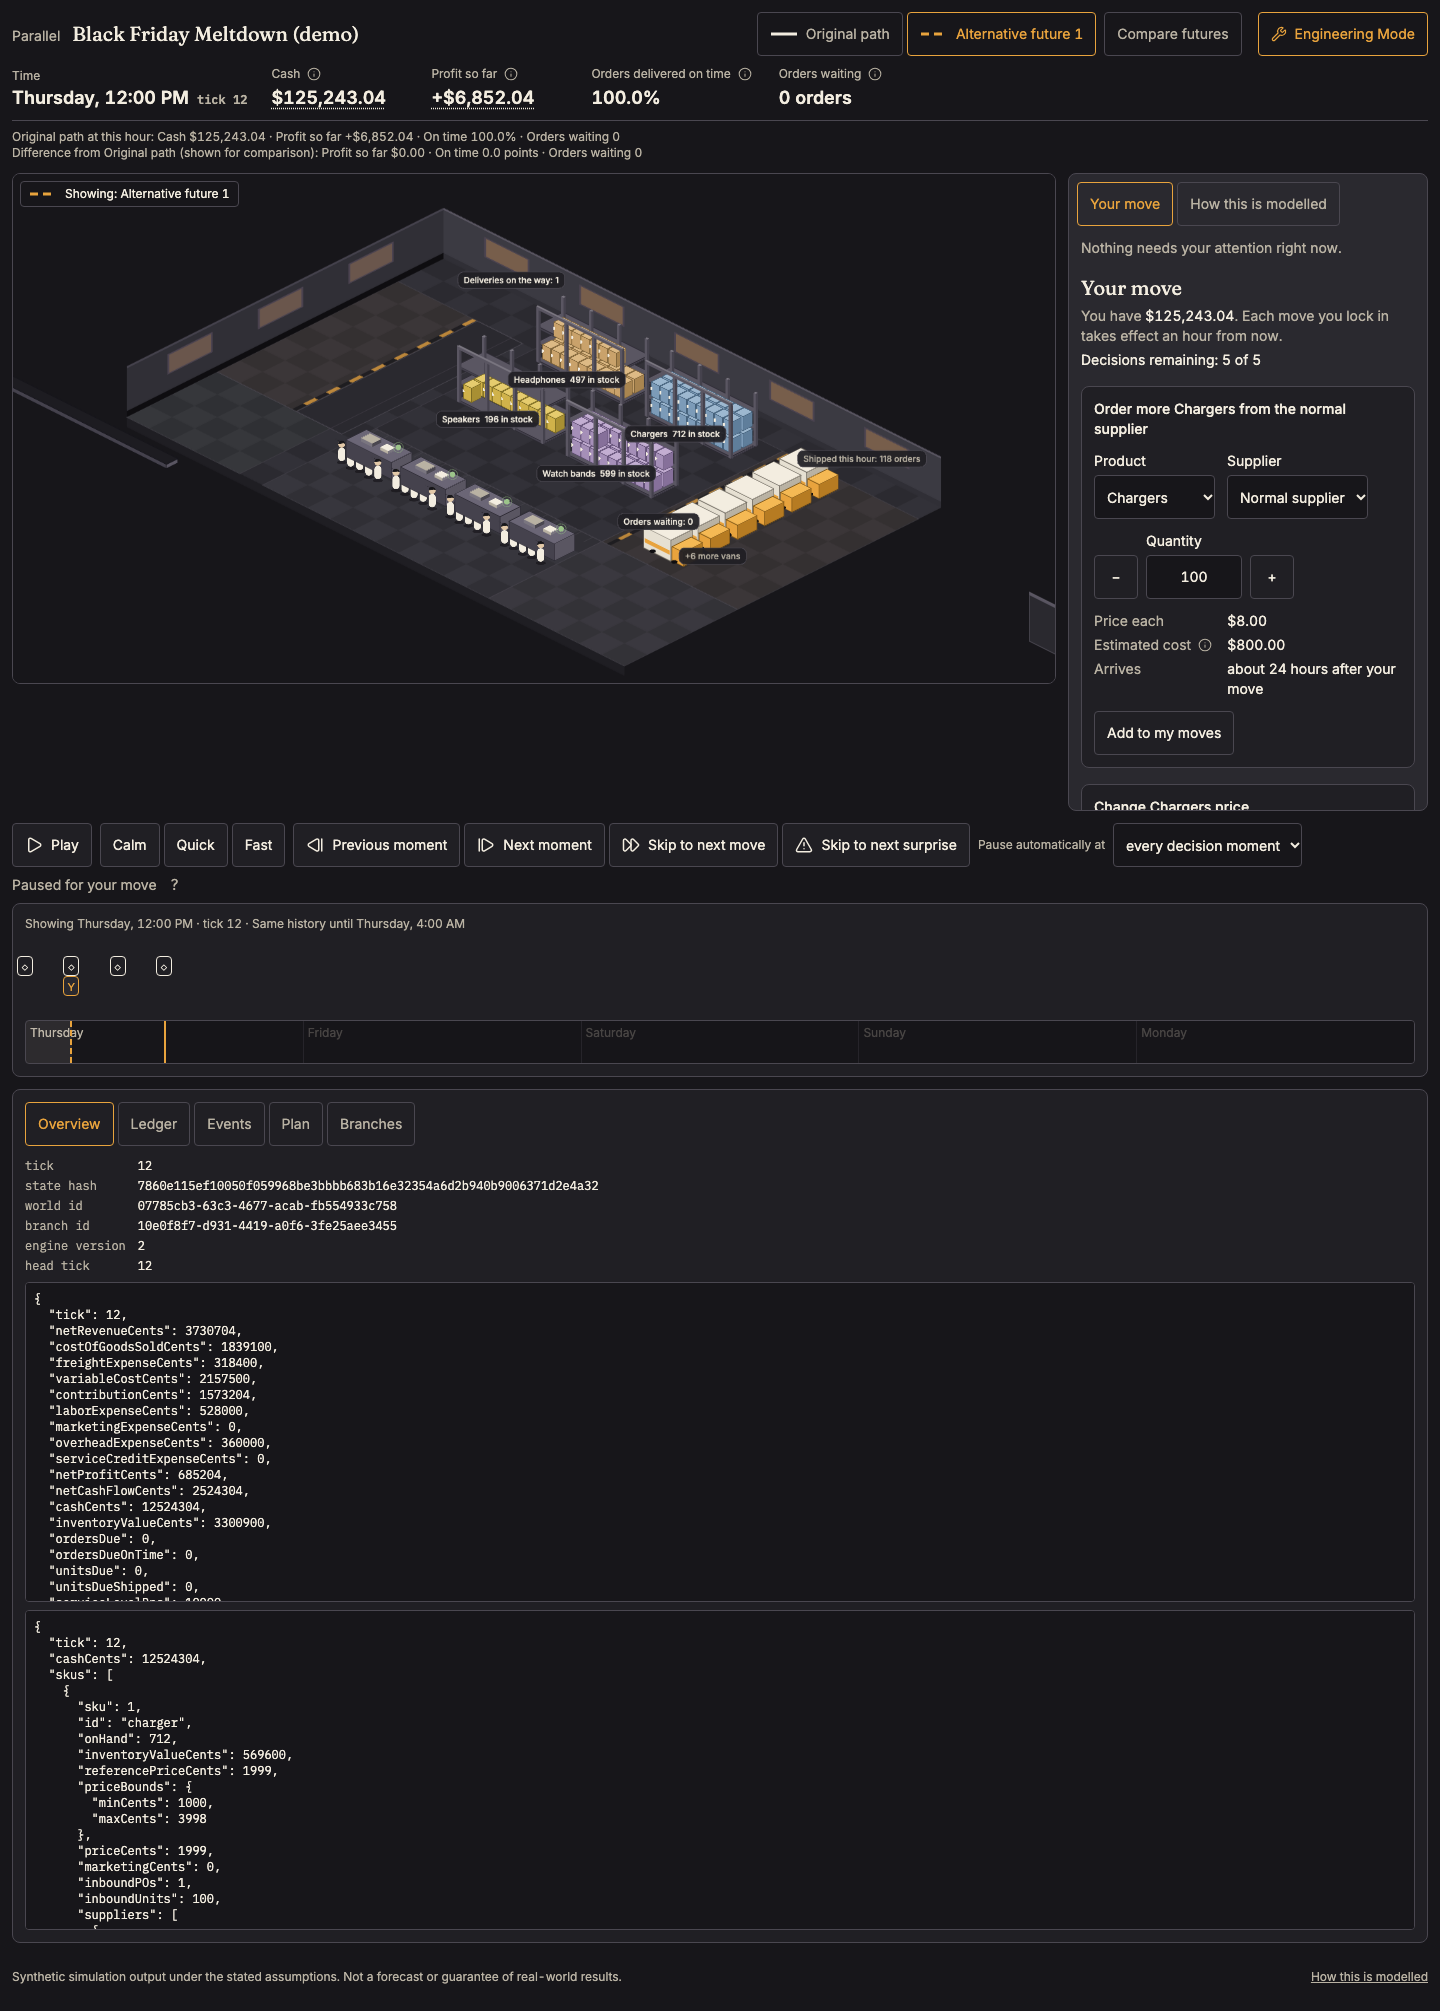 Parallel Black Friday Meltdown (demo)
Original path
Alternative future 1
Compare futures
Engineering Mode
Time
Thursday, 12:00 PM tick 12
Cash
$125,243.04
Profit so far
+$6,852.04
Orders delivered on time
100.0%
Orders waiting
0 orders
Original path at this hour: Cash $125,243.04 · Profit so far +$6,852.04 · On time 100.0% · Orders waiting 0
Difference from Original path (shown for comparison): Profit so far $0.00 · On time 0.0 points · Orders waiting 0
Showing: Alternative future 1
Deliveries on the way: 1
Headphones 497 in stock
Speakers 196 in stock
Chargers 712 in stock
Watch bands 599 in stock
Shipped this hour: 118 orders
Orders waiting: 0
+6 more vans
Your move
How this is modelled
Nothing needs your attention right now.
Your move
You have $125,243.04. Each move you lock in
takes effect an hour from now.
Decisions remaining: 5 of 5
Order more Chargers from the normal
supplier
Product
Supplier
Chargers
Normal supplier
Quantity
−
100
+
Price each
$8.00
Estimated cost
$800.00
Arrives
about 24 hours after your
move
Add to my moves
Change Chargers price
Play
Calm
Quick
Fast
Previous moment
Next moment
Skip to next move
Skip to next surprise
Pause automatically at
every decision moment
Paused for your move ?
Showing Thursday, 12:00 PM · tick 12 · Same history until Thursday, 4:00 AM
Y
Thursday
Friday
Saturday
Sunday
Monday
Overview
Ledger
Events
Plan
Branches
tick 12
state hash 7860e115ef10050f059968be3bbbb683b16e32354a6d2b940b9006371d2e4a32
world id 07785cb3-63c3-4677-acab-fb554933c758
branch id 10e0f8f7-d931-4419-a0f6-3fe25aee3455
engine version 2
head tick 12
{
"tick": 12,
"netRevenueCents": 3730704,
"costOfGoodsSoldCents": 1839100,
"freightExpenseCents": 318400,
"variableCostCents": 2157500,
"contributionCents": 1573204,
"laborExpenseCents": 528000,
"marketingExpenseCents": 0,
"overheadExpenseCents": 360000,
"serviceCreditExpenseCents": 0,
"netProfitCents": 685204,
"netCashFlowCents": 2524304,
"cashCents": 12524304,
"inventoryValueCents": 3300900,
"ordersDue": 0,
"ordersDueOnTime": 0,
"unitsDue": 0,
"unitsDueShipped": 0,
{
"tick": 12,
"cashCents": 12524304,
"skus": [
{
"sku": 1,
"id": "charger",
"onHand": 712,
"inventoryValueCents": 569600,
"referencePriceCents": 1999,
"priceBounds": {
"minCents": 1000,
"maxCents": 3998
},
"priceCents": 1999,
"marketingCents": 0,
"inboundPOs": 1,
"inboundUnits": 100,
"suppliers": [
Synthetic simulation output under the stated assumptions. Not a forecast or guarantee of real-world results.
How this is modelled